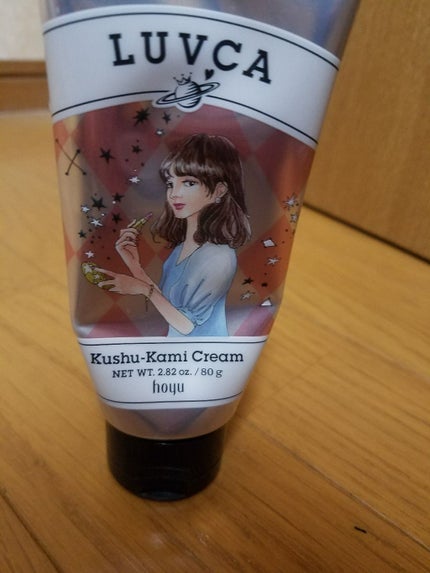 LUVCA
Kushu-Kami Cream
NET WT. 2.82 oz. / 80 g
hoyu